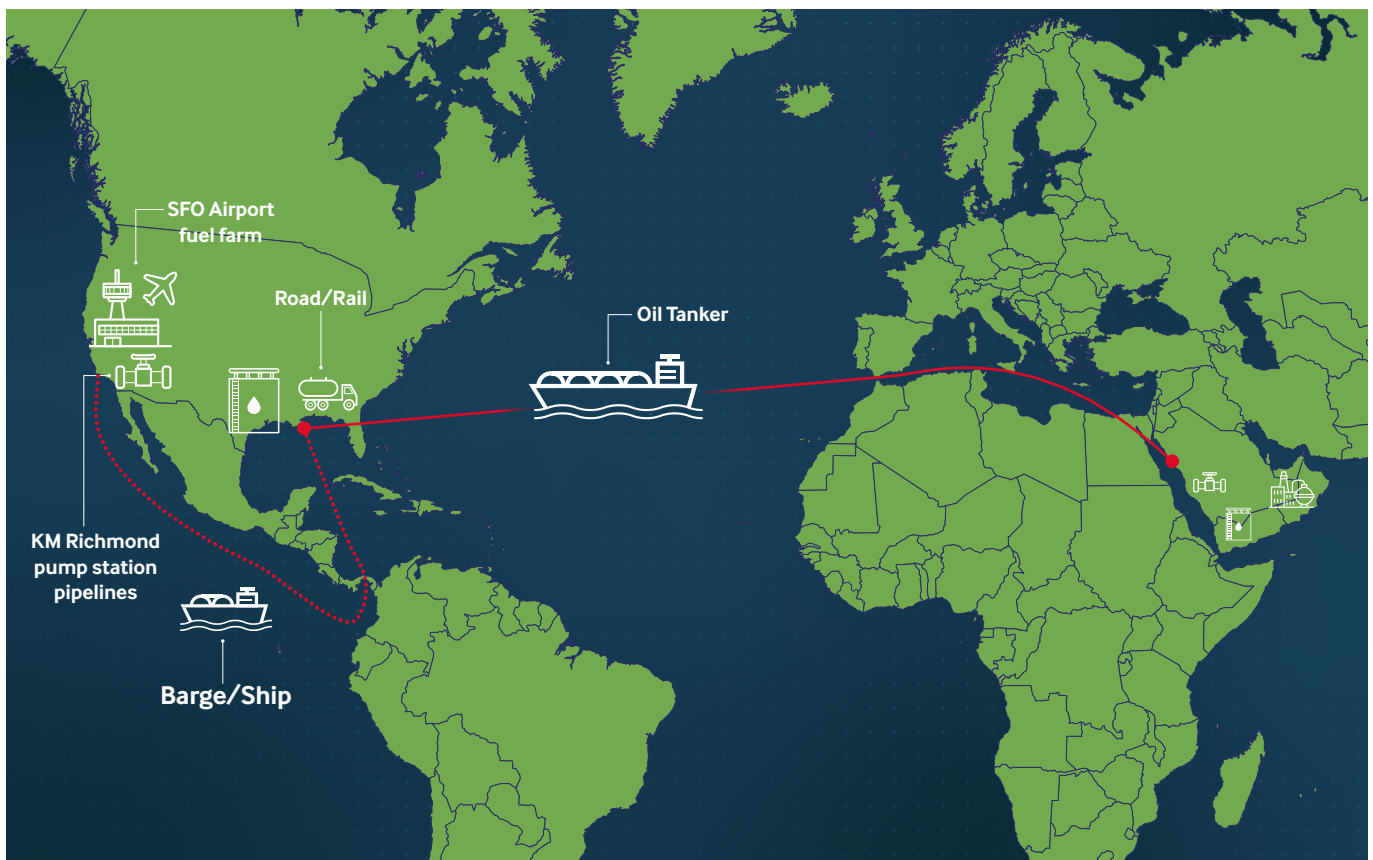 SFO Airport
fuel farm
Road/Rail
Oil Tanker
KM Richmond
pump station
pipelines
Barge/Ship